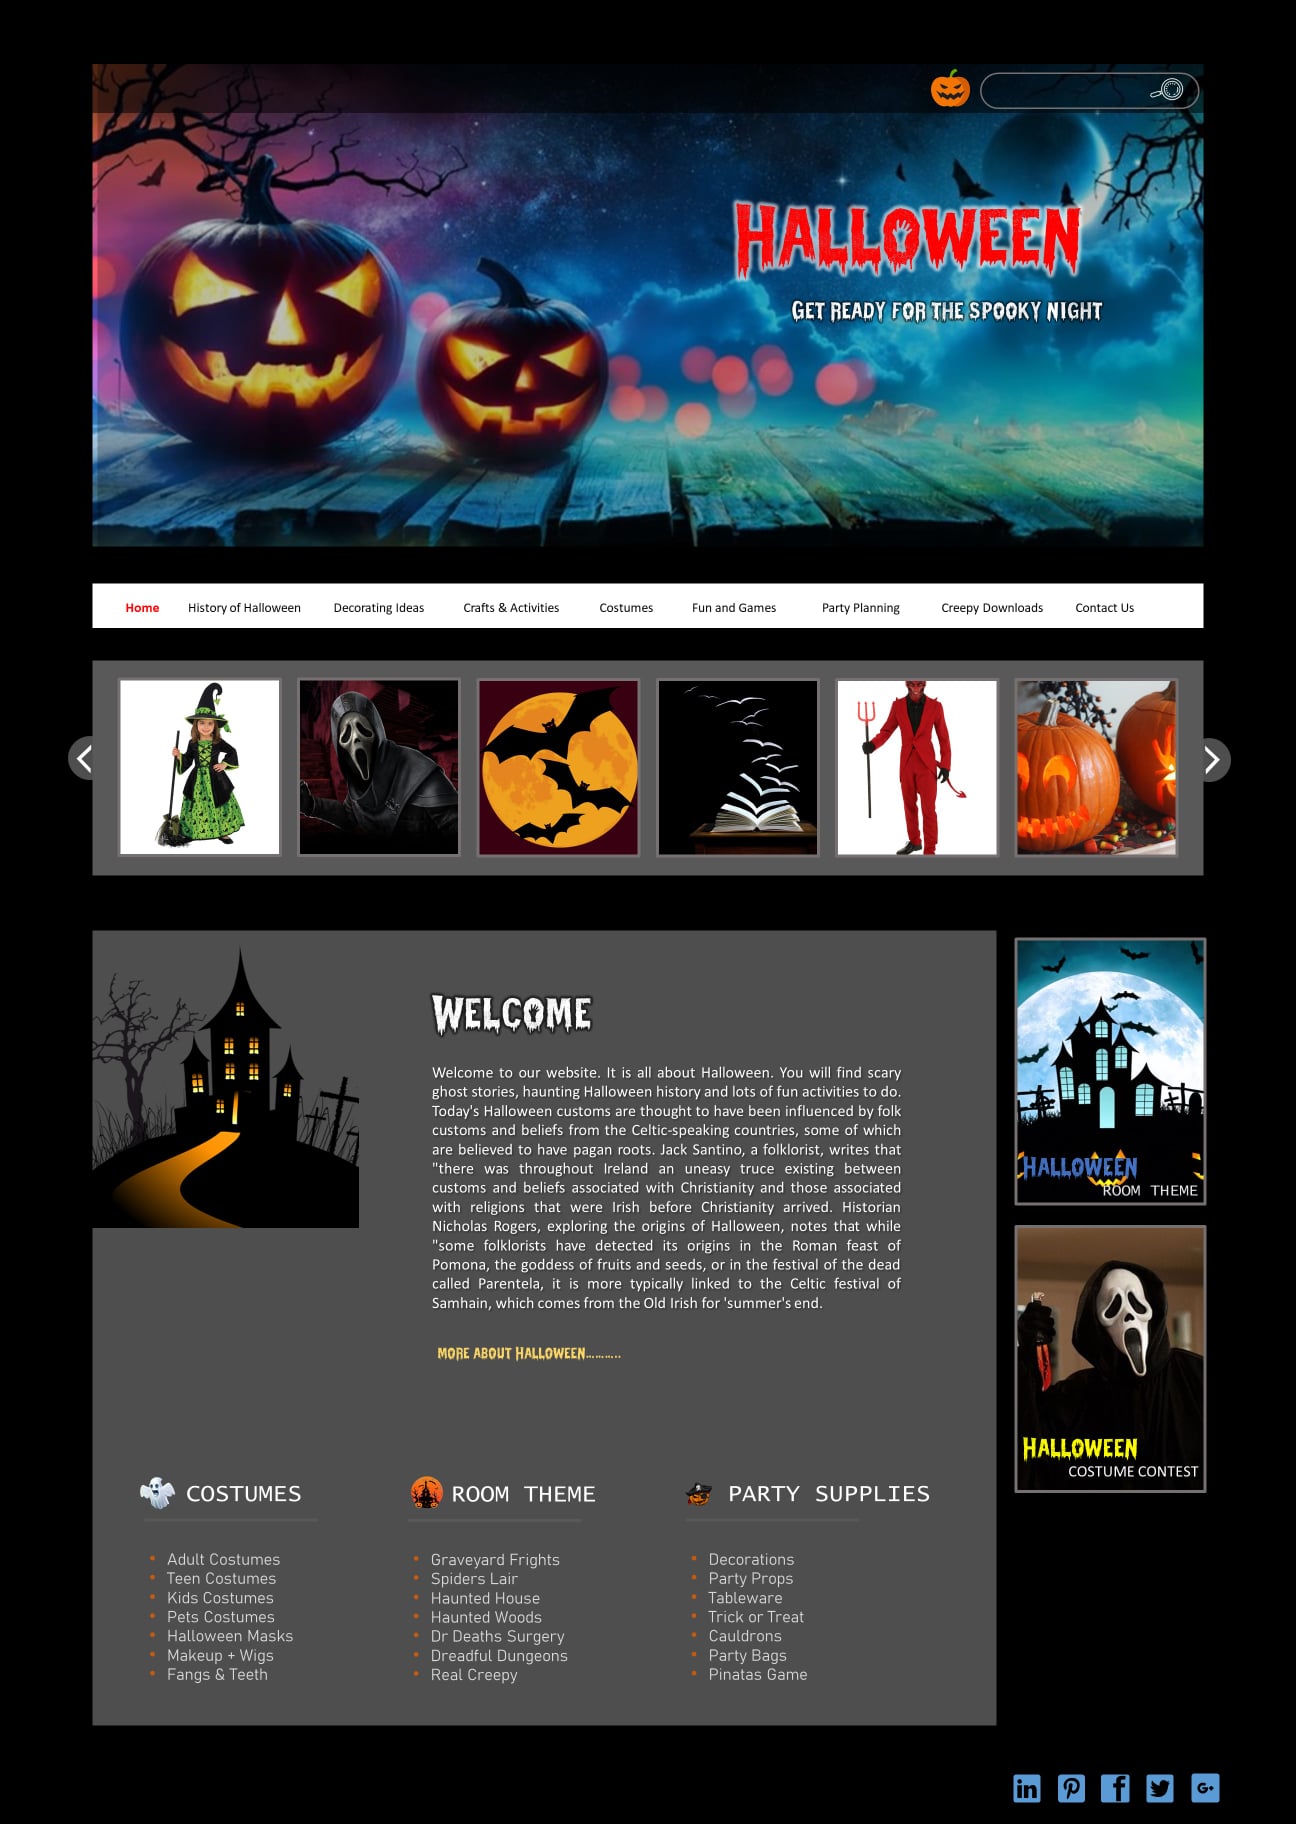 HALLOWEEN
GET READY FOR THE SPOOKY NIGHT
Home History of Halloween Decorating Ideas Crafts & Activities Costumes Fun and Games Party Planning Creepy Downloads Contact Us
WELCOME
Welcome to our website. It is all about Halloween. You will find scary
ghost stories, haunting Halloween history and lots of fun activities to do.
Today's Halloween customs are thought to have been influenced by folk
customs and beliefs from the Celtic-speaking countries, some of which
are believed to have pagan roots. Jack Santino, a folklorist, writes that
"there was throughout Ireland an uneasy truce existing between
customs and beliefs associated with Christianity and those associated
with religions that were Irish before Christianity arrived. Historian
Nicholas Rogers, exploring the origins of Halloween, notes that while
"some folklorists have detected its origins in the Roman feast of
Pomona, the goddess of fruits and seeds, or in the festival of the dead
called Parentela, it is more typically linked to the Celtic festival of
Samhain, which comes from the Old Irish for 'summer's end.
MORE ABOUT HALLOWEEN..........
HALLOWEEN
ROOM THEME
HALLOWEEN
COSTUME CONTEST
COSTUMES
• Adult Costumes
• Teen Costumes
• Kids Costumes
• Pets Costumes
• Halloween Masks
• Makeup + Wigs
• Fangs & Teeth
ROOM THEME
• Graveyard Frights
• Spiders Lair
• Haunted House
• Haunted Woods
• Dr Deaths Surgery
• Dreadful Dungeons
• Real Creepy
PARTY SUPPLIES
• Decorations
• Party Props
• Tableware
• Trick or Treat
• Cauldrons
• Party Bags
• Pinatas Game
in
G+